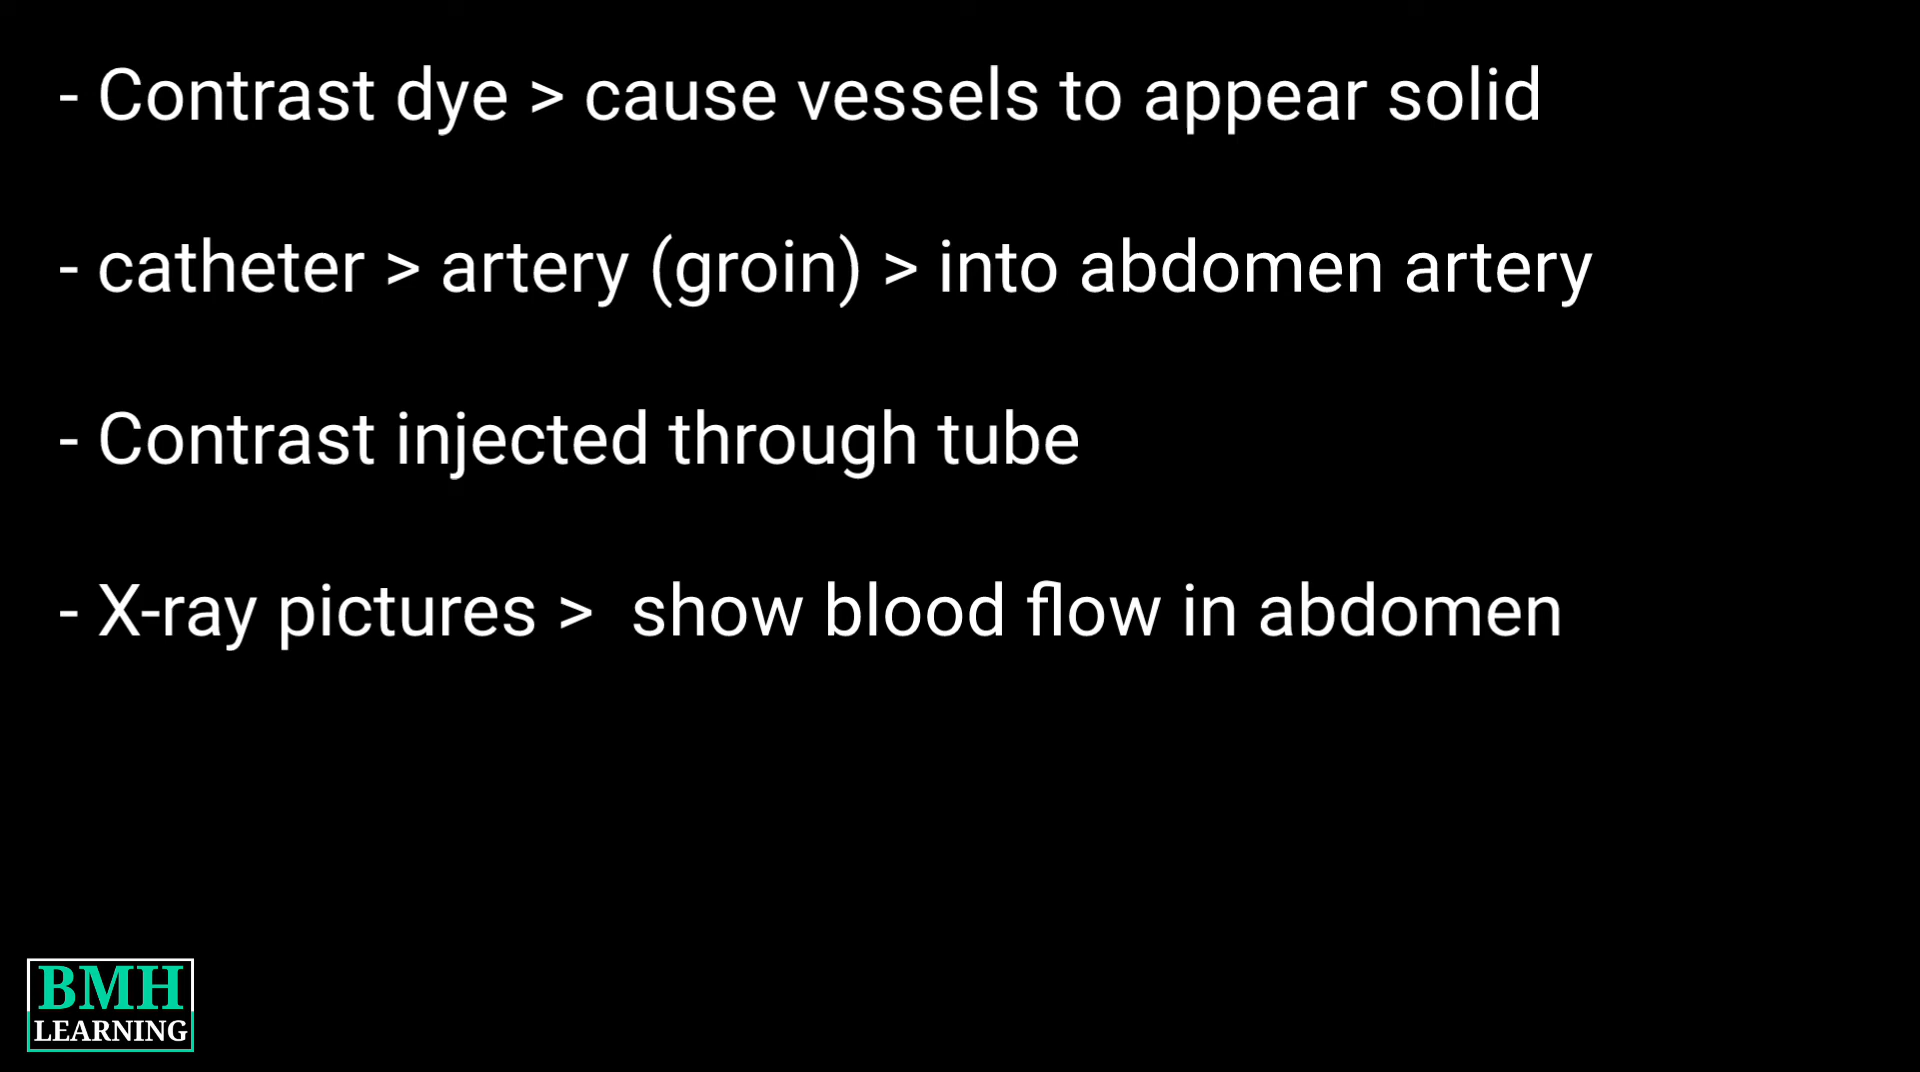 - Contrast dye > cause vessels to appear solid
- catheter > artery (groin) > into abdomen artery
- Contrast injected through tube
- X-ray pictures >  show blood flow in abdomen
BMH
LEARNING